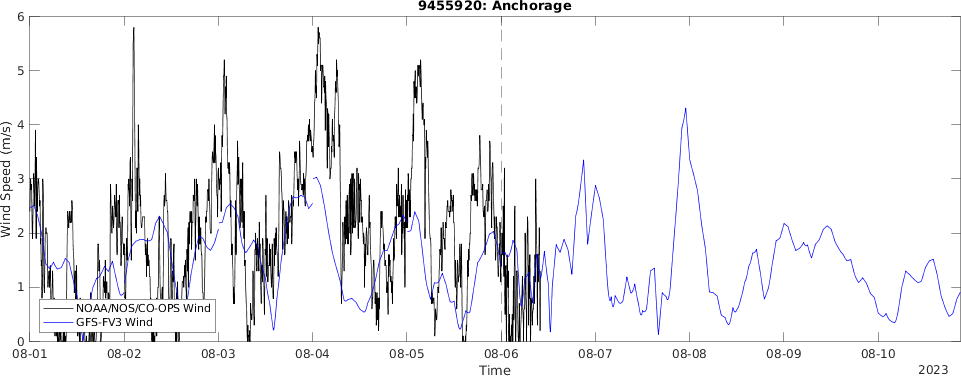 9455920: Anchorage
6
5
4
3
2
1
0
Wind Speed (m/s)
NOAA/NOS/CO-OPS Wind
GFS-FV3 Wind
08-01 08-02 08-03 08-04 08-05 08-06 08-07 08-08 08-09 08-10
Time
2023